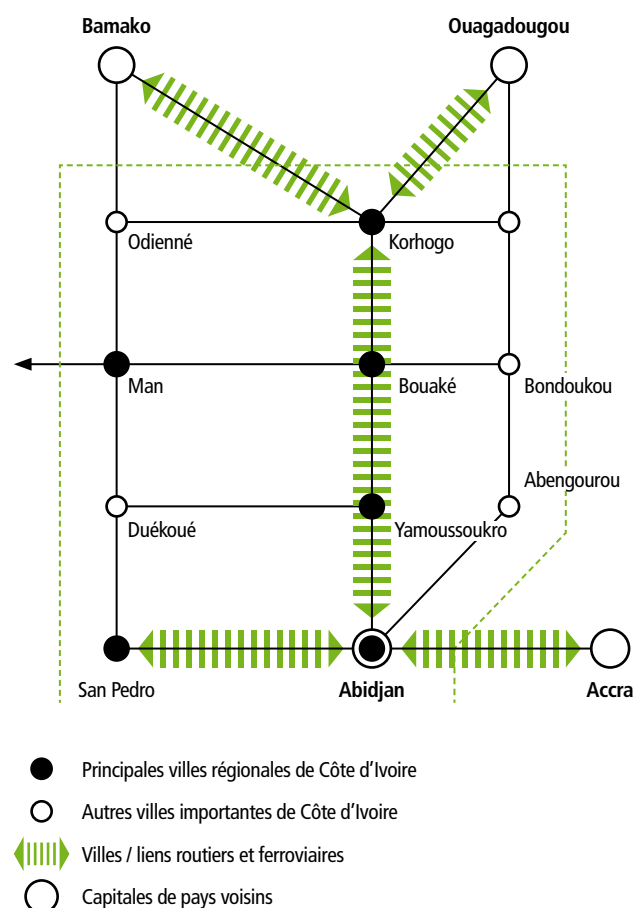 Bamako
Ouagadougou
Odienné
Korhogo
Man
Bouaké
Bondoukou
Abengourou
Duékoué
Yamoussoukro
San Pedro
Abidjan
Accra
Principales villes régionales de Côte d'Ivoire
Autres villes importantes de Côte d'Ivoire
Villes / liens routiers et ferroviaires
Capitales de pays voisins